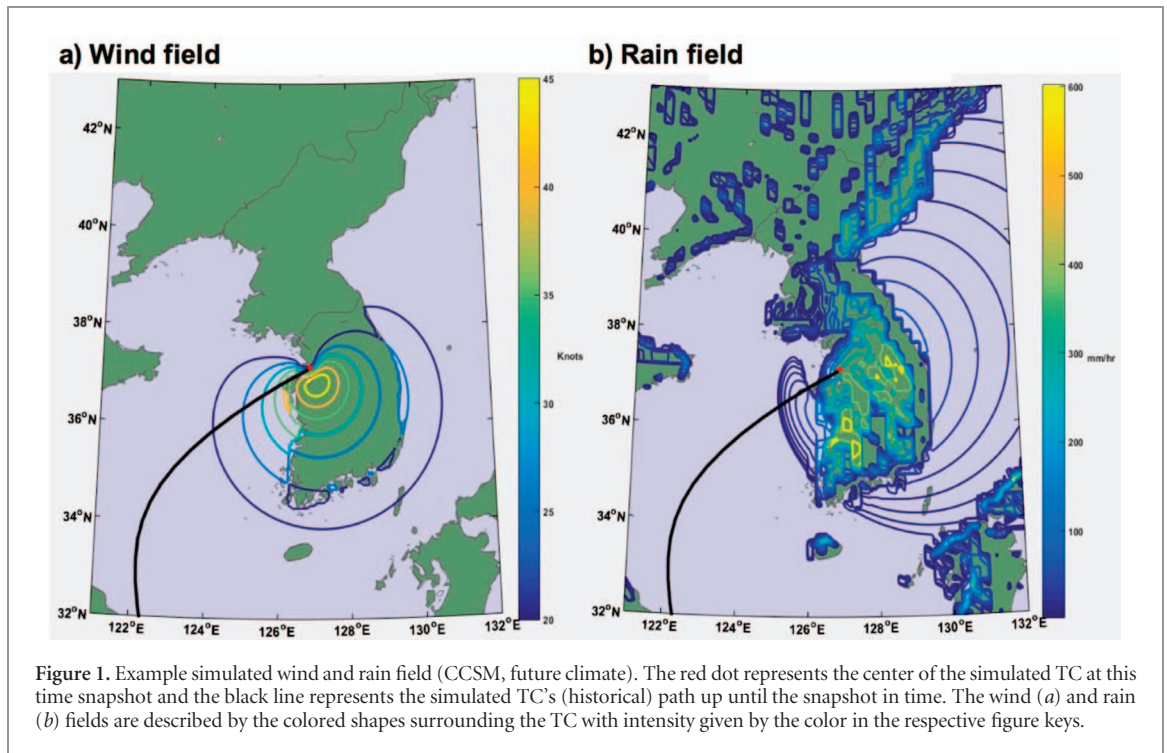 a) Wind field
b) Rain field
45
40
35
Knots
30
25
20
42°N
40°N
38°N
36°N
34°N
32°N
122°E
124°E
126°E
128°E
130°E
132°E
600
500
400
300
mm/hr
200
100
42°N
40°N
38°N
36°N
34°N
32°N
122°E
124°E
126°E
128°E
130°E
132°E
Figure 1. Example simulated wind and rain field (CCSM, future climate). The red dot represents the center of the simulated TC at this
time snapshot and the black line represents the simulated TC's (historical) path up until the snapshot in time. The wind (a) and rain
(b) fields are described by the colored shapes surrounding the TC with intensity given by the color in the respective figure keys.